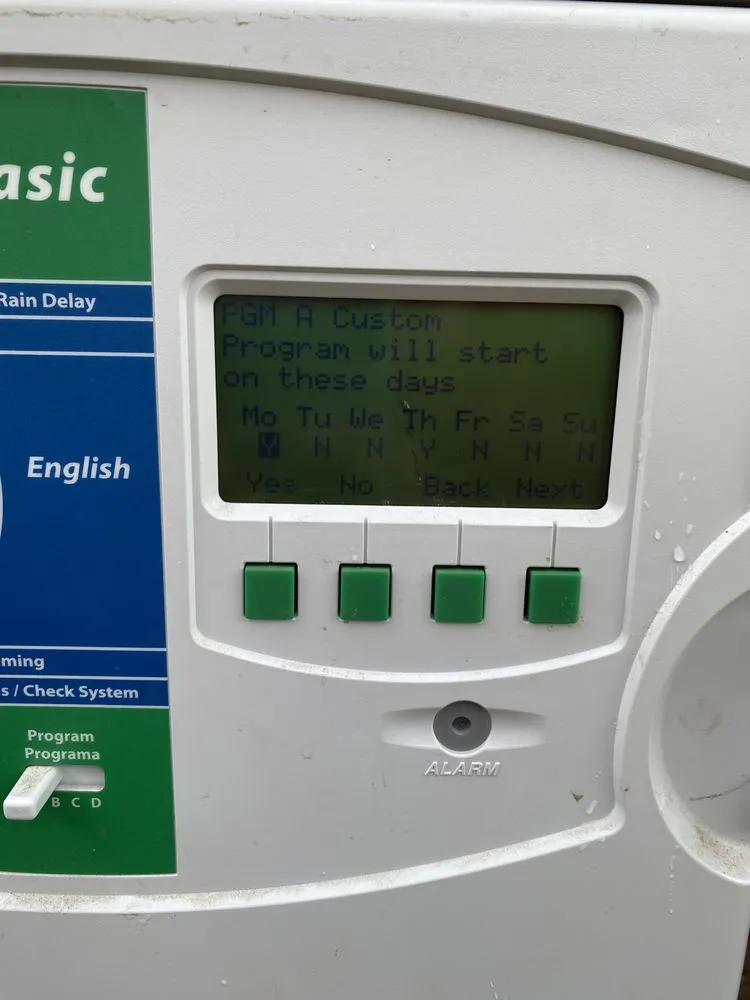 asic
Rain Delay
English
ming
s / Check System
Program
Programa
B C D
PGM A Custom
Program will start
on these days
Mo Tu We Th Fr Sa Su
Y N N Y N N N
Yes No Back Next
ALARM